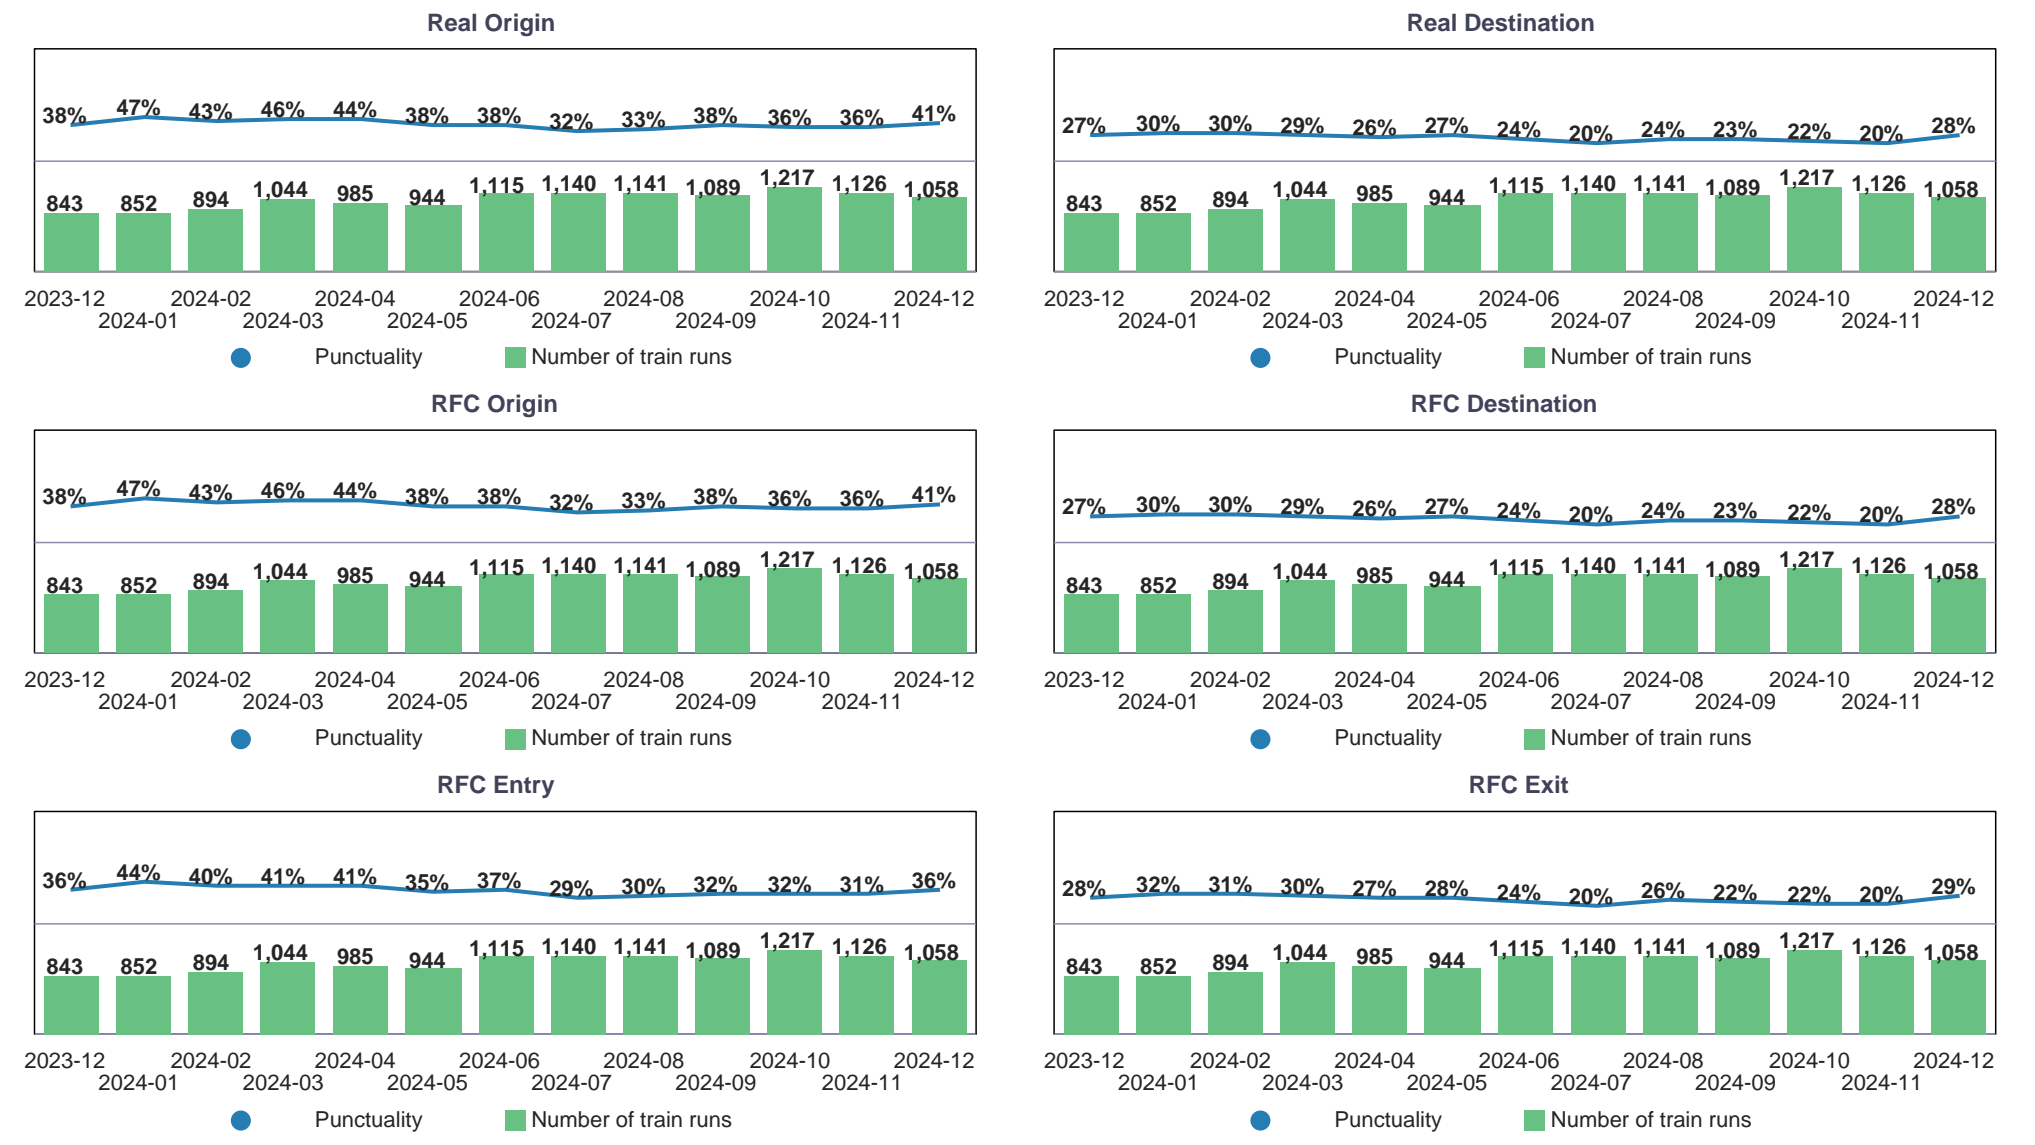 Real Origin
38% 47% 43% 46% 44% 38% 38% 32% 33% 38% 36% 36% 41%
843 852 894 1,044 985 944 1,115 1,140 1,141 1,089 1,217 1,126 1,058
2023-12 2024-02 2024-04 2024-06 2024-08 2024-10 2024-12
2024-01 2024-03 2024-05 2024-07 2024-09 2024-11
Punctuality Number of train runs
Real Destination
27% 30% 30% 29% 26% 27% 24% 20% 24% 23% 22% 20% 28%
843 852 894 1,044 985 944 1,115 1,140 1,141 1,089 1,217 1,126 1,058
2023-12 2024-02 2024-04 2024-06 2024-08 2024-10 2024-12
2024-01 2024-03 2024-05 2024-07 2024-09 2024-11
Punctuality Number of train runs
RFC Origin
38% 47% 43% 46% 44% 38% 38% 32% 33% 38% 36% 36% 41%
843 852 894 1,044 985 944 1,115 1,140 1,141 1,089 1,217 1,126 1,058
2023-12 2024-02 2024-04 2024-06 2024-08 2024-10 2024-12
2024-01 2024-03 2024-05 2024-07 2024-09 2024-11
Punctuality Number of train runs
RFC Destination
27% 30% 30% 29% 26% 27% 24% 20% 24% 23% 22% 20% 28%
843 852 894 1,044 985 944 1,115 1,140 1,141 1,089 1,217 1,126 1,058
2023-12 2024-02 2024-04 2024-06 2024-08 2024-10 2024-12
2024-01 2024-03 2024-05 2024-07 2024-09 2024-11
Punctuality Number of train runs
RFC Entry
36% 44% 40% 41% 41% 35% 37% 29% 30% 32% 32% 31% 36%
843 852 894 1,044 985 944 1,115 1,140 1,141 1,089 1,217 1,126 1,058
2023-12 2024-02 2024-04 2024-06 2024-08 2024-10 2024-12
2024-01 2024-03 2024-05 2024-07 2024-09 2024-11
Punctuality Number of train runs
RFC Exit
28% 32% 31% 30% 27% 28% 24% 20% 26% 22% 22% 20% 29%
843 852 894 1,044 985 944 1,115 1,140 1,141 1,089 1,217 1,126 1,058
2023-12 2024-02 2024-04 2024-06 2024-08 2024-10 2024-12
2024-01 2024-03 2024-05 2024-07 2024-09 2024-11
Punctuality Number of train runs